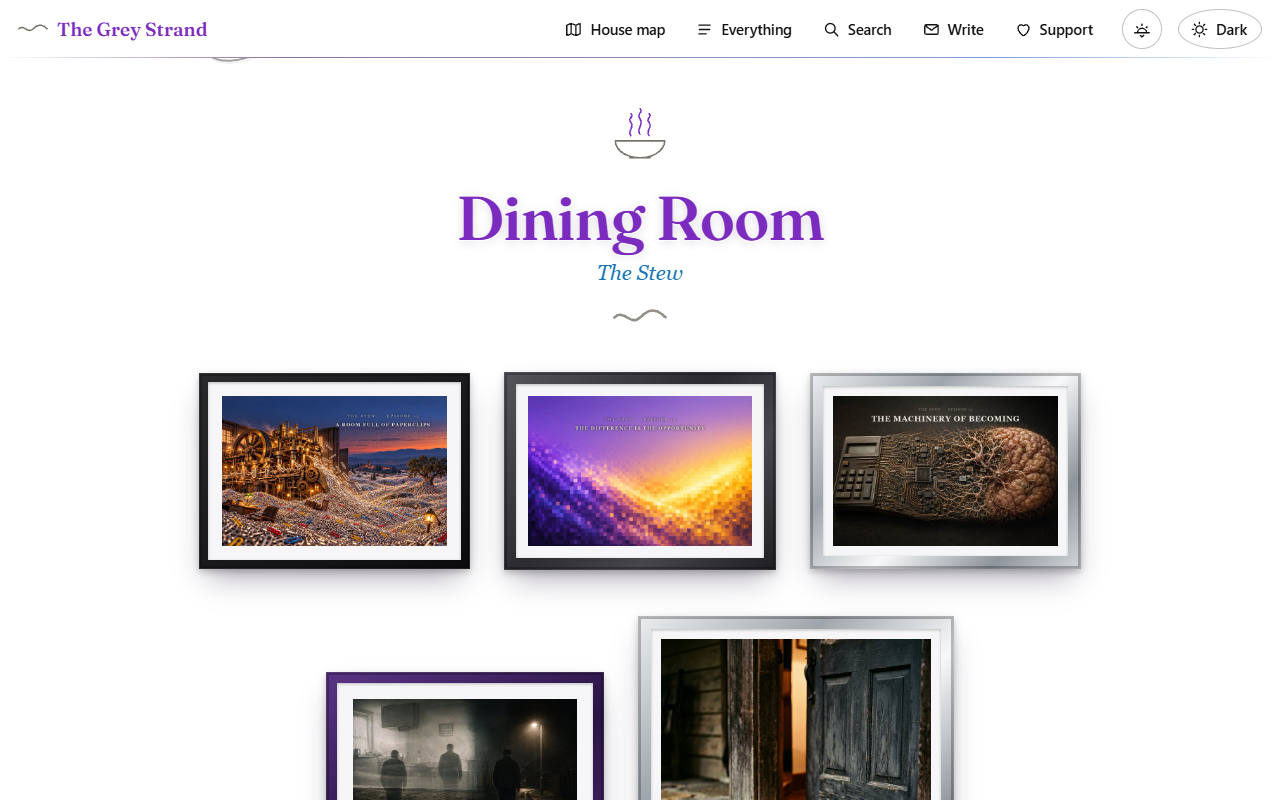 The Grey Strand
House map
Everything
Search
Write
Support
Dark
Dining Room
The Stew
A ROOM FULL OF PAPERCLIPS
THE DIFFERENCE IS THE OPPORTUNITY
THE MACHINERY OF BECOMING